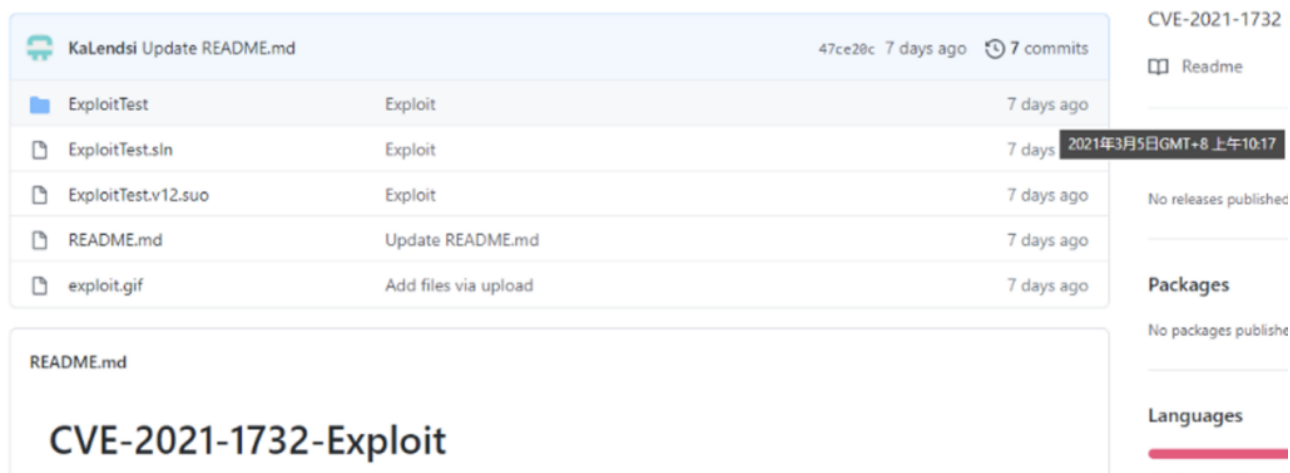 KaLendsi Update README.md 47ce20c 7 days ago 7 commits
ExploitTest Exploit 7 days ago
ExploitTest.sln Exploit 7 days
ExploitTest.v12.suo Exploit 7 days ago
README.md Update README.md 7 days ago
exploit.gif Add files via upload 7 days ago
README.md
CVE-2021-1732-Exploit
CVE-2021-1732
Readme
2021年3月5日GMT+8 上午10:17
No releases published
Packages
No packages publishe
Languages